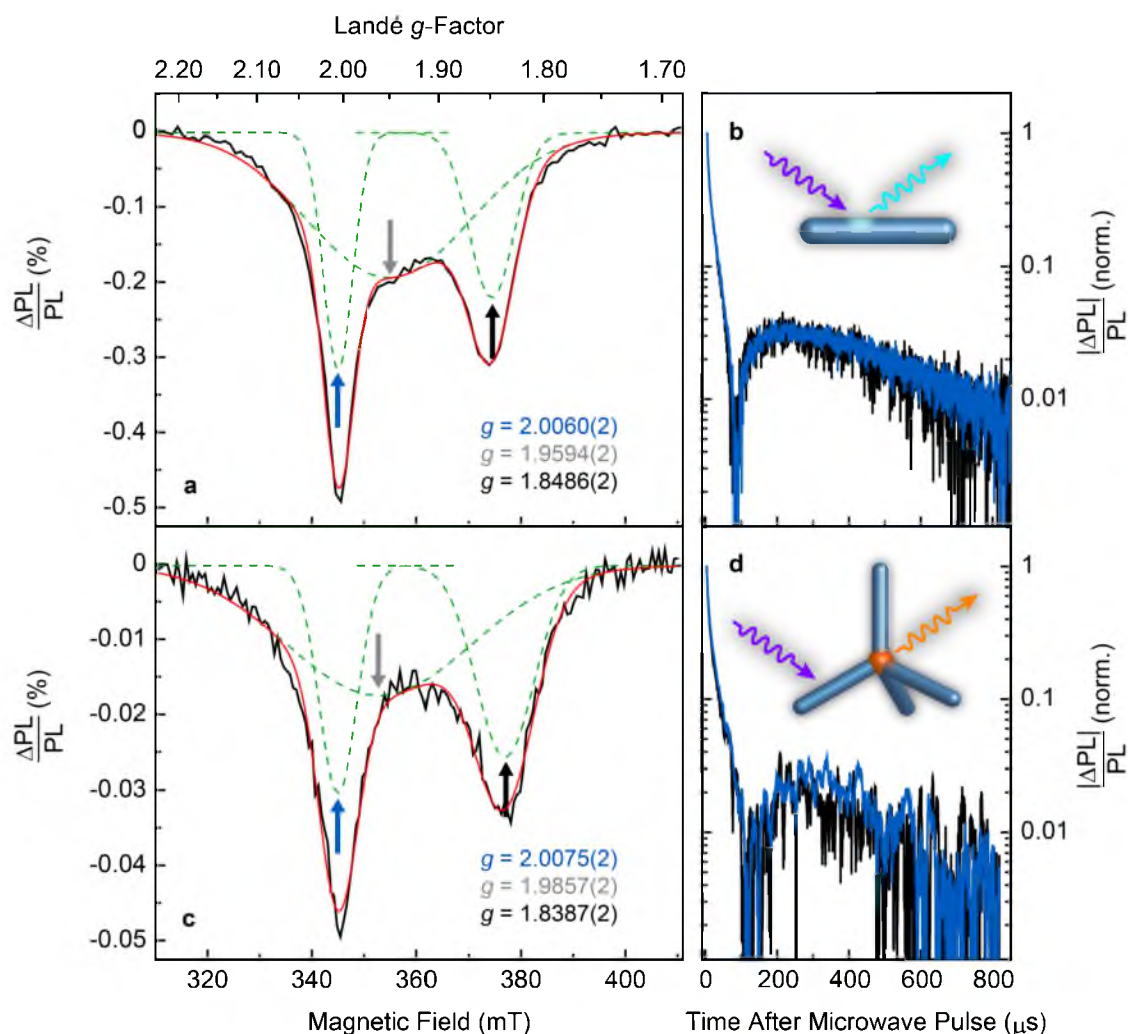 Landé g-Factor
2.20 2.10 2.00 1.90 1.80 1.70
0
-0.1
-0.2
-0.3
-0.4
-0.5
ΔPL
PL
(%)
g = 2.0060(2)
g = 1.9594(2)
g = 1.8486(2)
a
b
1
0.1
0.01
|ΔPL|
PL
(norm.)
0
-0.01
-0.02
-0.03
-0.04
-0.05
ΔPL
PL
(%)
g = 2.0075(2)
g = 1.9857(2)
g = 1.8387(2)
c
320 340 360 380 400
Magnetic Field (mT)
d
1
0.1
0.01
|ΔPL|
PL
(norm.)
0 200 400 600 800
Time After Microwave Pulse (μs)